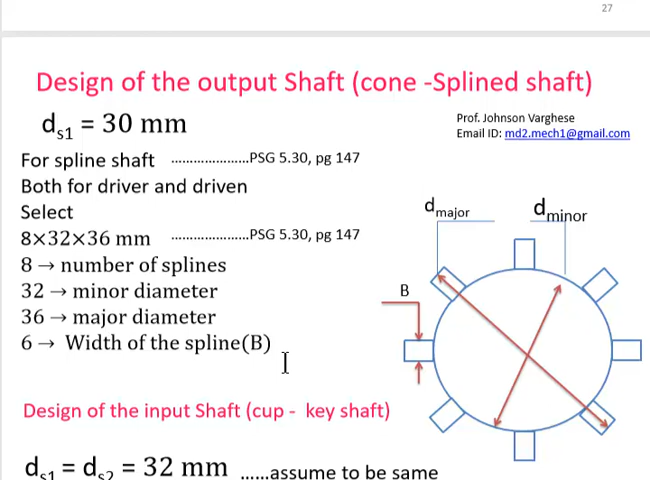 27
Design of the output Shaft (cone -Splined shaft)
d_s1 = 30 mm
Prof. Johnson Varghese
Email ID: md2.mech1@gmail.com
For spline shaft ......................PSG 5.30, pg 147
Both for driver and driven
Select
8×32×36 mm ......................PSG 5.30, pg 147
8 → number of splines
32 → minor diameter
36 → major diameter
6 → Width of the spline(B)
d_major
d_minor
B
Design of the input Shaft (cup - key shaft)
d_s1 = d_s2 = 32 mm ......assume to be same